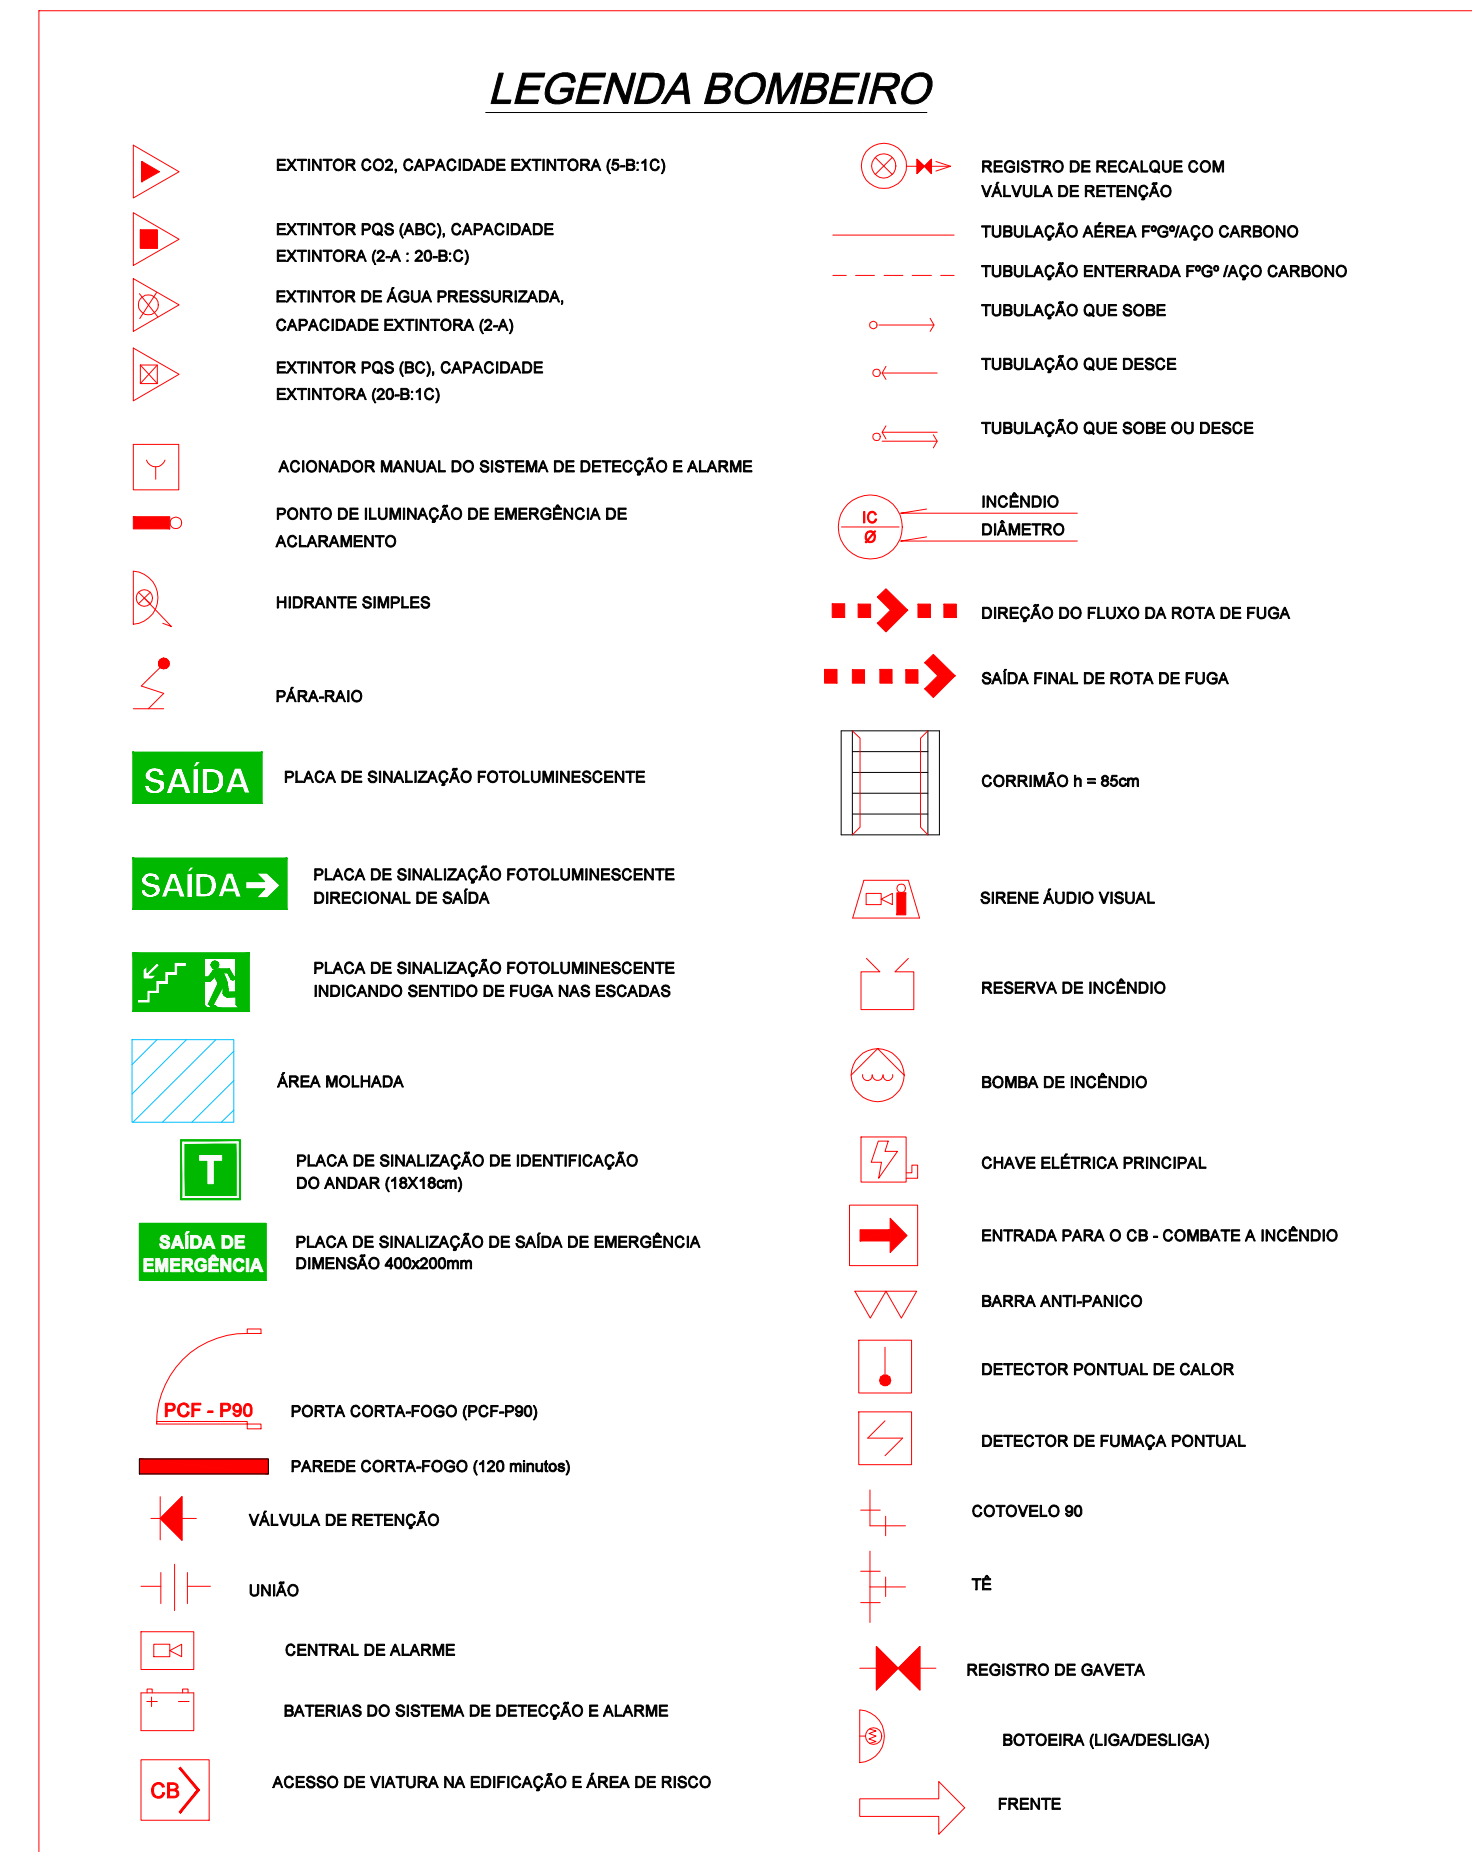 LEGENDA BOMBEIRO
EXTINTOR CO2, CAPACIDADE EXTINTORA (5-B:1C)
EXTINTOR PQS (ABC), CAPACIDADE
EXTINTORA (2-A : 20-B:C)
EXTINTOR DE ÁGUA PRESSURIZADA,
CAPACIDADE EXTINTORA (2-A)
EXTINTOR PQS (BC), CAPACIDADE
EXTINTORA (20-B:1C)
ACIONADOR MANUAL DO SISTEMA DE DETECÇÃO E ALARME
PONTO DE ILUMINAÇÃO DE EMERGÊNCIA DE
ACLARAMENTO
HIDRANTE SIMPLES
PÁRA-RAIO
SAÍDA
PLACA DE SINALIZAÇÃO FOTOLUMINESCENTE
SAÍDA
PLACA DE SINALIZAÇÃO FOTOLUMINESCENTE
DIRECIONAL DE SAÍDA
PLACA DE SINALIZAÇÃO FOTOLUMINESCENTE
INDICANDO SENTIDO DE FUGA NAS ESCADAS
ÁREA MOLHADA
T
PLACA DE SINALIZAÇÃO DE IDENTIFICAÇÃO
DO ANDAR (18X18cm)
SAÍDA DE
EMERGÊNCIA
PLACA DE SINALIZAÇÃO DE SAÍDA DE EMERGÊNCIA
DIMENSÃO 400x200mm
PCF - P90
PORTA CORTA-FOGO (PCF-P90)
PAREDE CORTA-FOGO (120 minutos)
VÁLVULA DE RETENÇÃO
UNIÃO
CENTRAL DE ALARME
BATERIAS DO SISTEMA DE DETECÇÃO E ALARME
CB
ACESSO DE VIATURA NA EDIFICAÇÃO E ÁREA DE RISCO
REGISTRO DE RECALQUE COM
VÁLVULA DE RETENÇÃO
TUBULAÇÃO AÉREA FºGº/AÇO CARBONO
TUBULAÇÃO ENTERRADA FºGº /AÇO CARBONO
TUBULAÇÃO QUE SOBE
TUBULAÇÃO QUE DESCE
TUBULAÇÃO QUE SOBE OU DESCE
IC
Ø
INCÊNDIO
DIÂMETRO
DIREÇÃO DO FLUXO DA ROTA DE FUGA
SAÍDA FINAL DE ROTA DE FUGA
CORRIMÃO h = 85cm
SIRENE ÁUDIO VISUAL
RESERVA DE INCÊNDIO
BOMBA DE INCÊNDIO
CHAVE ELÉTRICA PRINCIPAL
ENTRADA PARA O CB - COMBATE A INCÊNDIO
BARRA ANTI-PANICO
DETECTOR PONTUAL DE CALOR
DETECTOR DE FUMAÇA PONTUAL
COTOVELO 90
TÊ
REGISTRO DE GAVETA
BOTOEIRA (LIGA/DESLIGA)
FRENTE